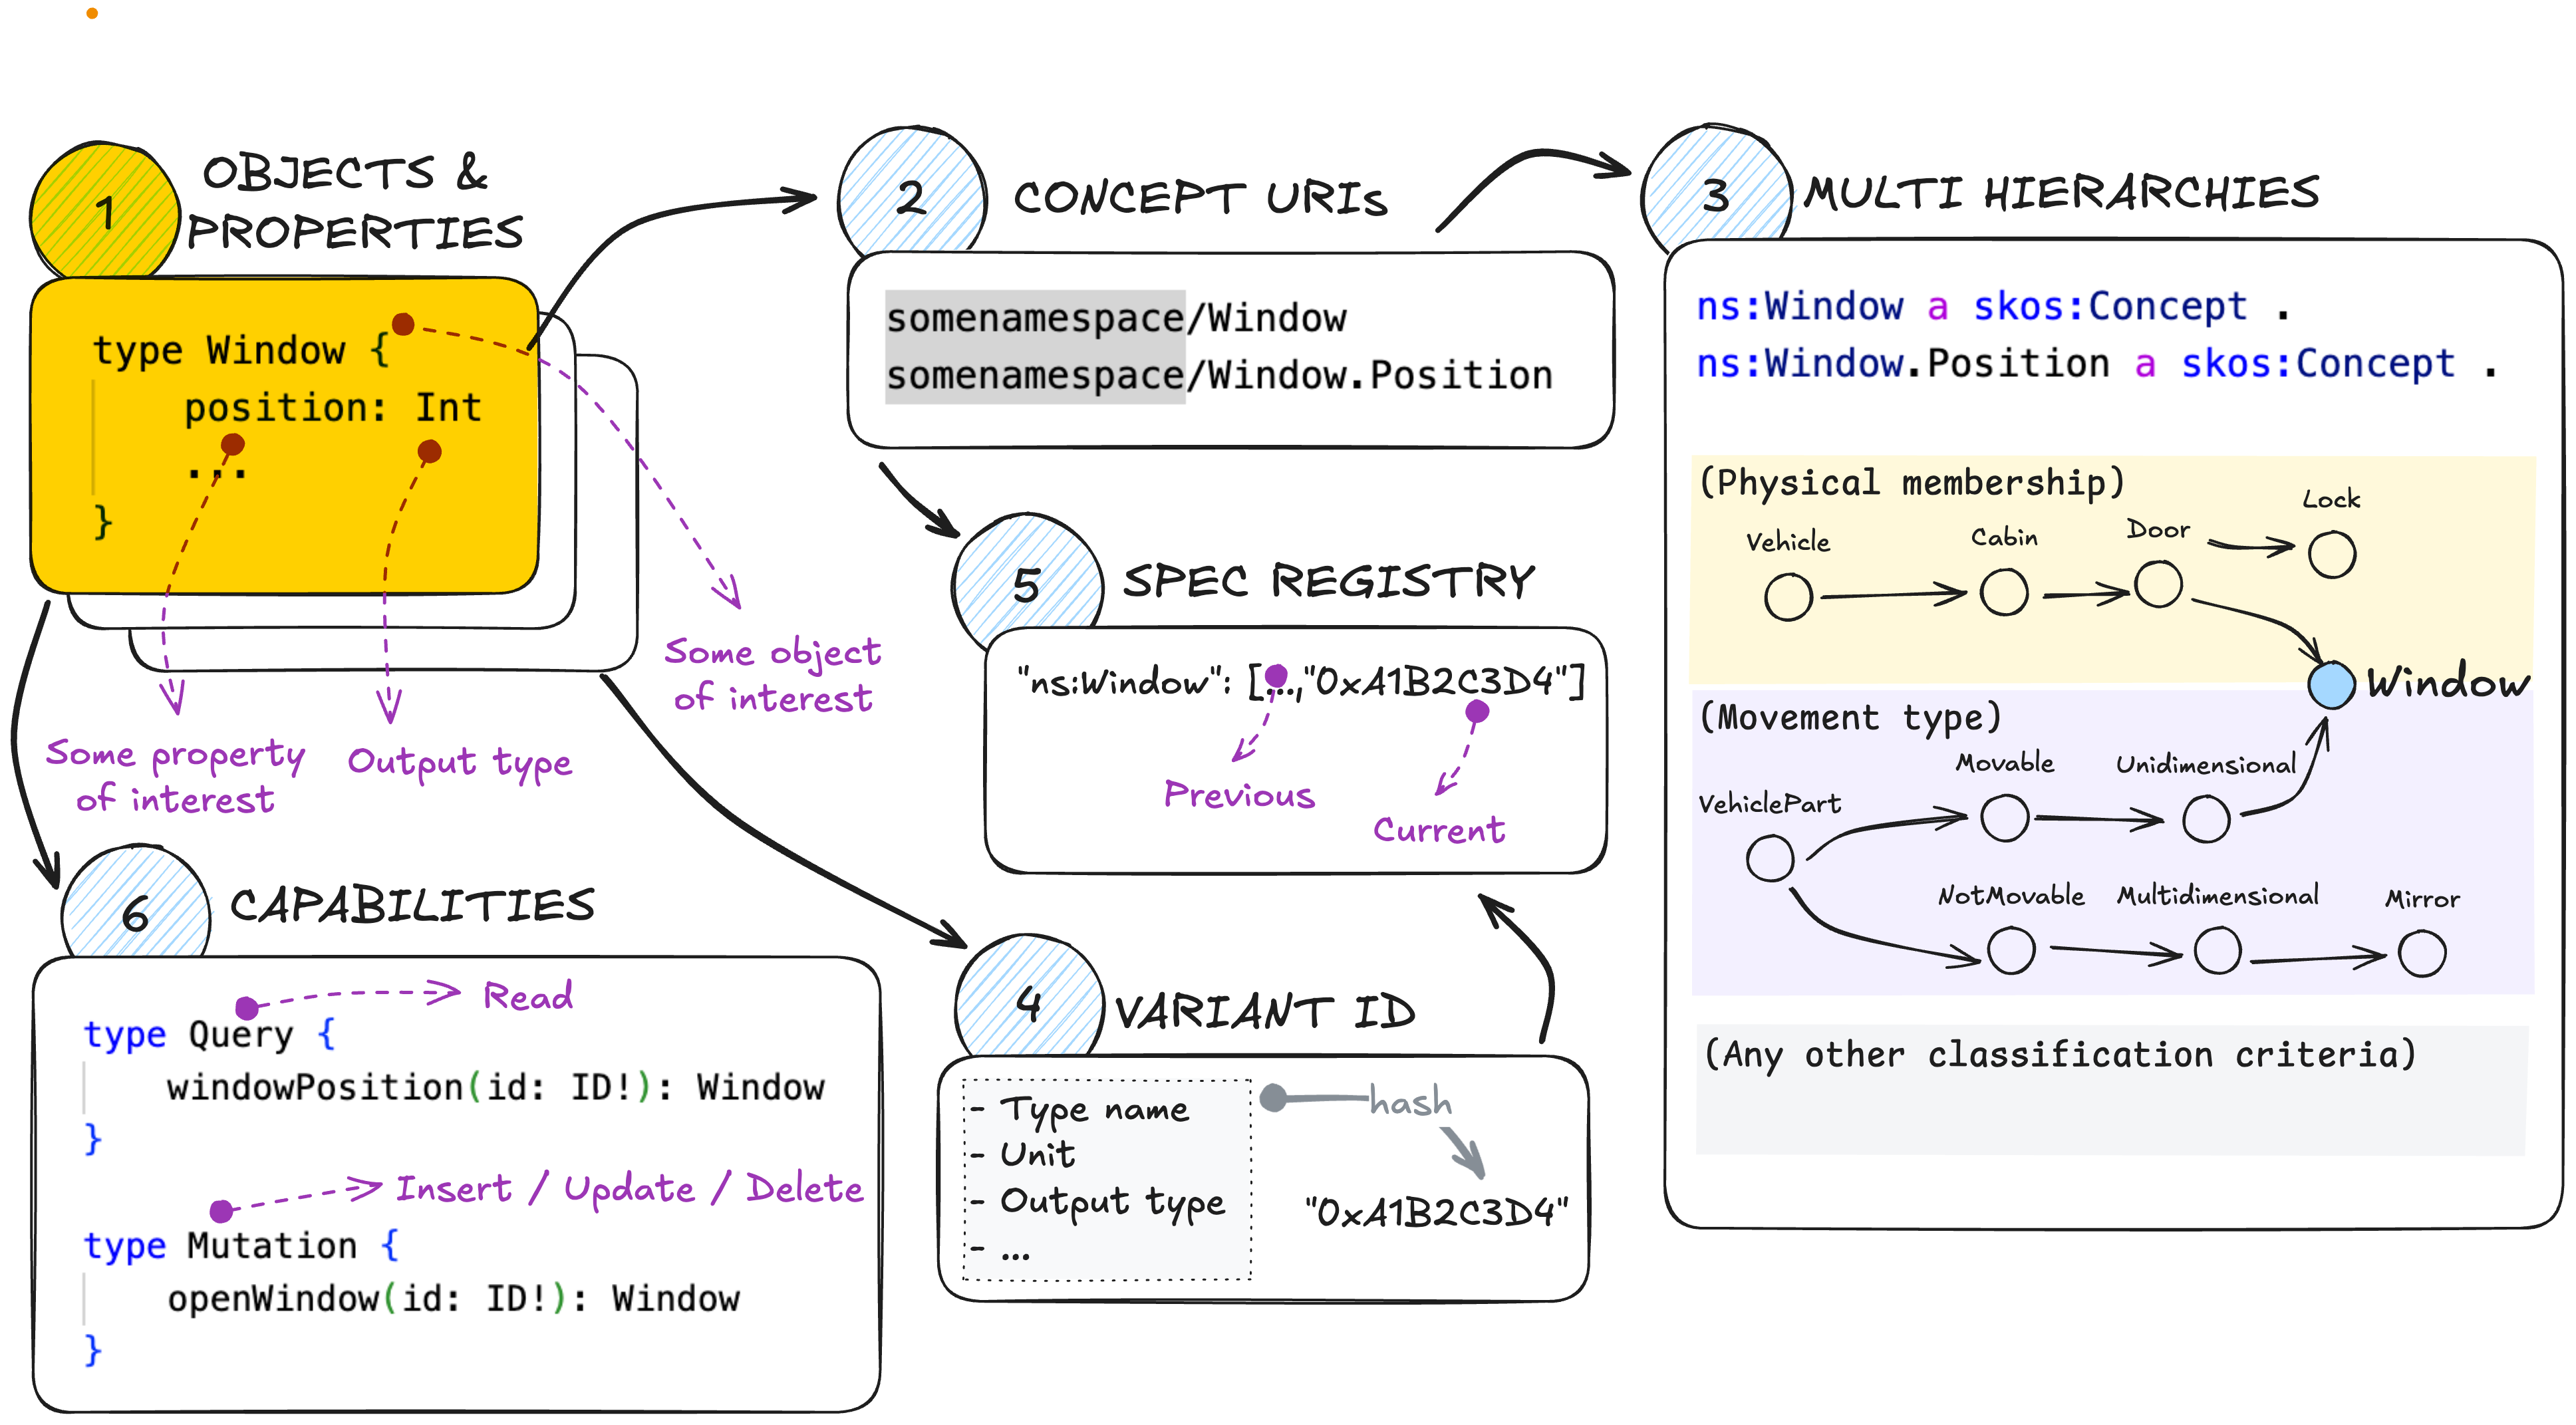 1
OBJECTS &
PROPERTIES
type Window {
position: Int
...
}
Some property
of interest
Output type
Some object
of interest
2
CONCEPT URIs
somenamespace/Window
somenamespace/Window.Position
3
MULTI HIERARCHIES
ns:Window a skos:Concept .
ns:Window.Position a skos:Concept .
(Physical membership)
Vehicle
Cabin
Door
Lock
Window
(Movement type)
VehiclePart
Movable
Unidimensional
NotMovable
Multidimensional
Mirror
(Any other classification criteria)
5
SPEC REGISTRY
"ns:Window": [...,"0xA1B2C3D4"]
Previous
Current
6
CAPABILITIES
Read
type Query {
windowPosition(id: ID!): Window
}
Insert / Update / Delete
type Mutation {
openWindow(id: ID!): Window
}
4
VARIANT ID
- Type name
- Unit
- Output type
- ...
hash
"0xA1B2C3D4"